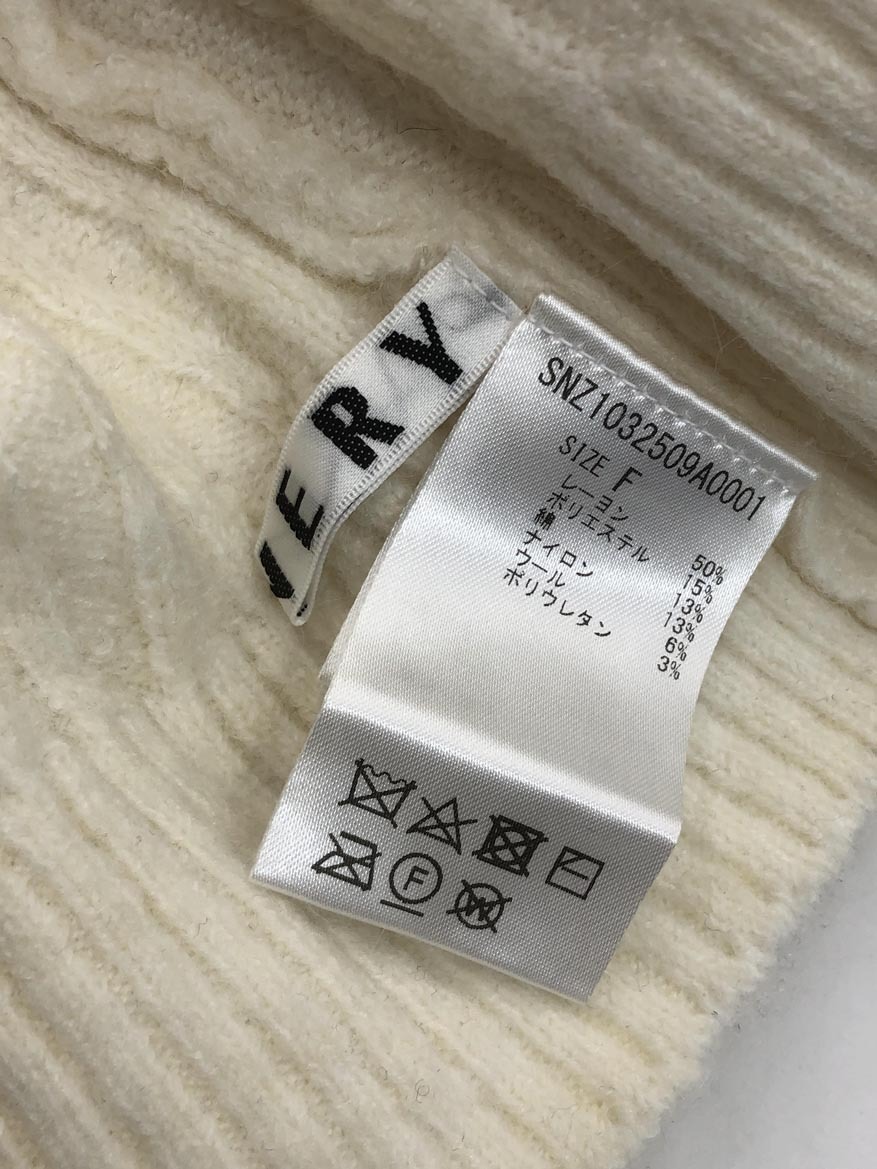 ERY
SNZ1032509A0001
SIZE F
レーヨン 50%
ポリエステル 15%
綿 13%
ナイロン 13%
ウール 6%
ポリウレタン 3%
F
W